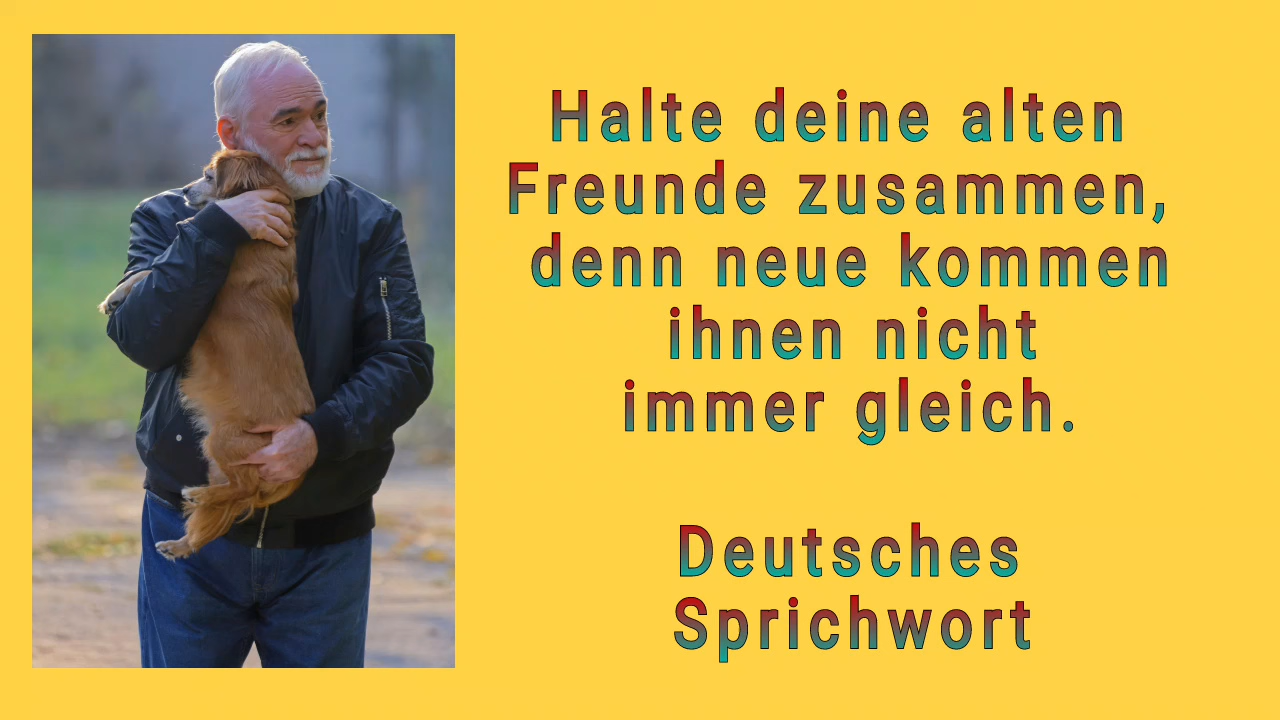 Halte deine alten
Freunde zusammen,
denn neue kommen
ihnen nicht
immer gleich.
Deutsches
Sprichwort